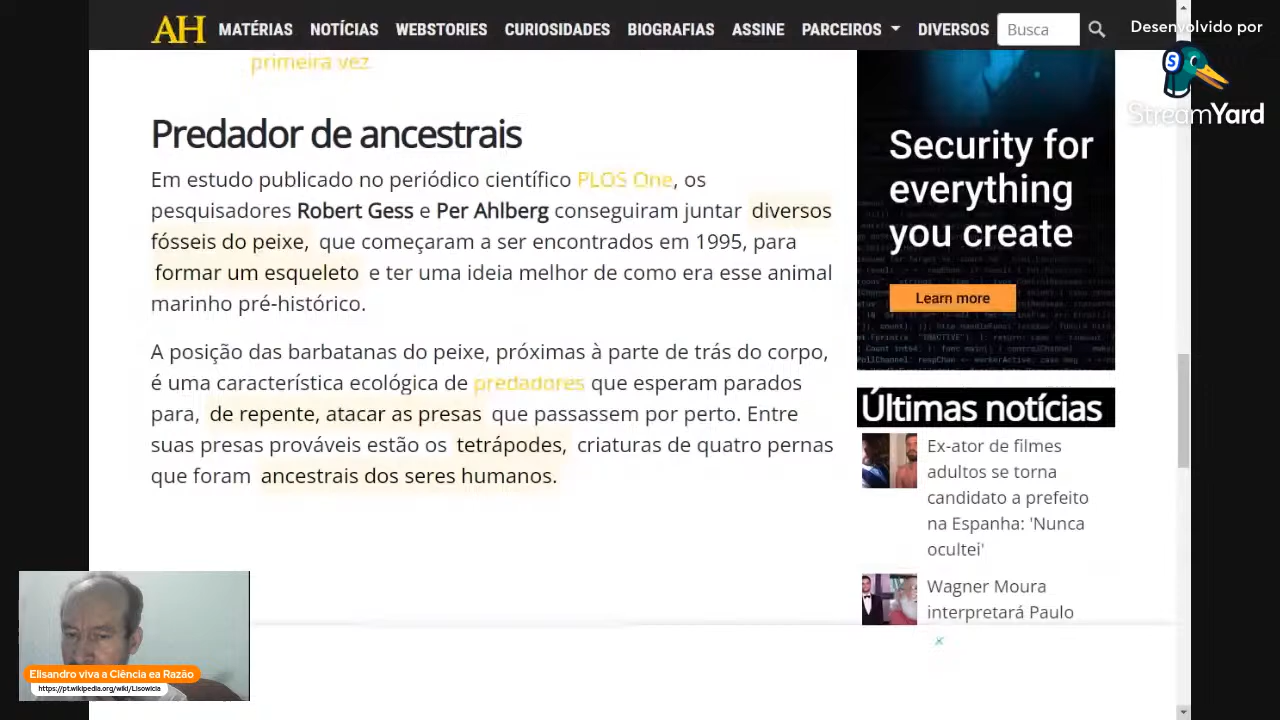 AH MATÉRIAS NOTÍCIAS WEBSTORIES CURIOSIDADES BIOGRAFIAS ASSINE PARCEIROS DIVERSOS Busca
Desenvolvido por
S
StreamYard
primeira vez
Predador de ancestrais
Em estudo publicado no periódico científico PLOS One, os
pesquisadores Robert Gess e Per Ahlberg conseguiram juntar diversos
fósseis do peixe, que começaram a ser encontrados em 1995, para
formar um esqueleto e ter uma ideia melhor de como era esse animal
marinho pré-histórico.
A posição das barbatanas do peixe, próximas à parte de trás do corpo,
é uma característica ecológica de predadores que esperam parados
para, de repente, atacar as presas que passassem por perto. Entre
suas presas prováveis estão os tetrápodes, criaturas de quatro pernas
que foram ancestrais dos seres humanos.
Security for
everything
you create
Learn more
Últimas notícias
Ex-ator de filmes
adultos se torna
candidato a prefeito
na Espanha: 'Nunca
ocultei'
Wagner Moura
interpretará Paulo
Elisandro viva a Ciência ea Razão
https://pt.wikipedia.org/wiki/Lisowicia